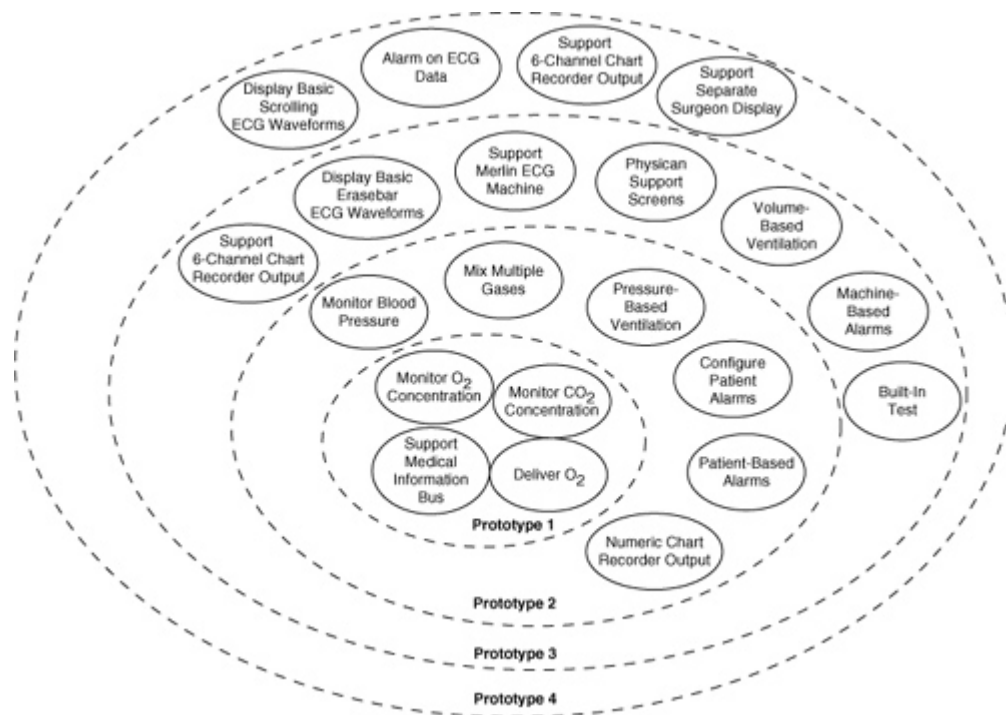 Support
6-Channel Chart
Recorder Output
Alarm on ECG
Data
Support
Separate
Surgeon Display
Display Basic
Scrolling
ECG Waveforms
Support
Merlin ECG
Machine
Physican
Support
Screens
Display Basic
Erasebar
ECG Waveforms
Volume-
Based
Ventilation
Support
6-Channel Chart
Recorder Output
Mix Multiple
Gases
Monitor Blood
Pressure
Pressure-
Based
Ventilation
Machine-
Based
Alarms
Monitor O2
Concentration
Monitor CO2
Concentration
Configure
Patient
Alarms
Built-In
Test
Support
Medical
Information
Bus
Deliver O2
Patient-Based
Alarms
Prototype 1
Numeric Chart
Recorder Output
Prototype 2
Prototype 3
Prototype 4